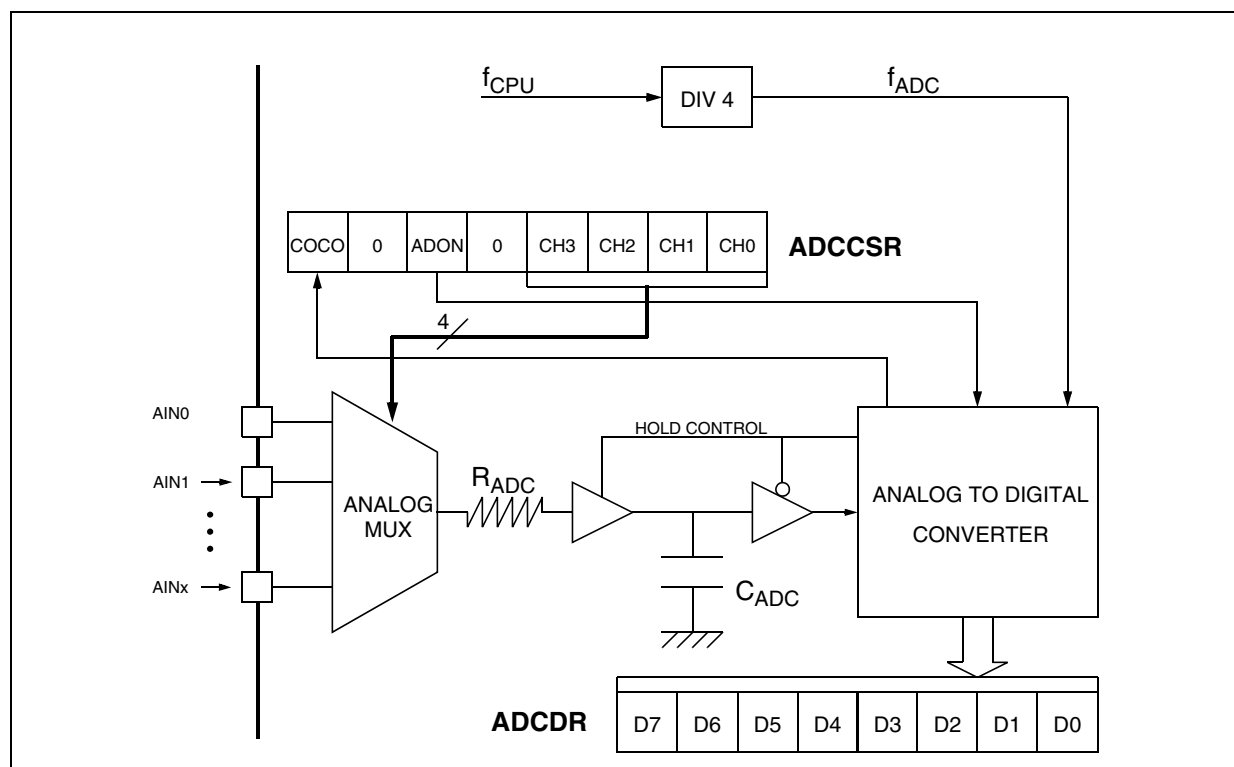 fCPU
DIV 4
fADC
COCO 0 ADON 0 CH3 CH2 CH1 CH0
ADCCSR
4
AIN0
HOLD CONTROL
AIN1
RADC
ANALOG
MUX
ANALOG TO DIGITAL
CONVERTER
AINx
CADC
ADCDR
D7 D6 D5 D4 D3 D2 D1 D0